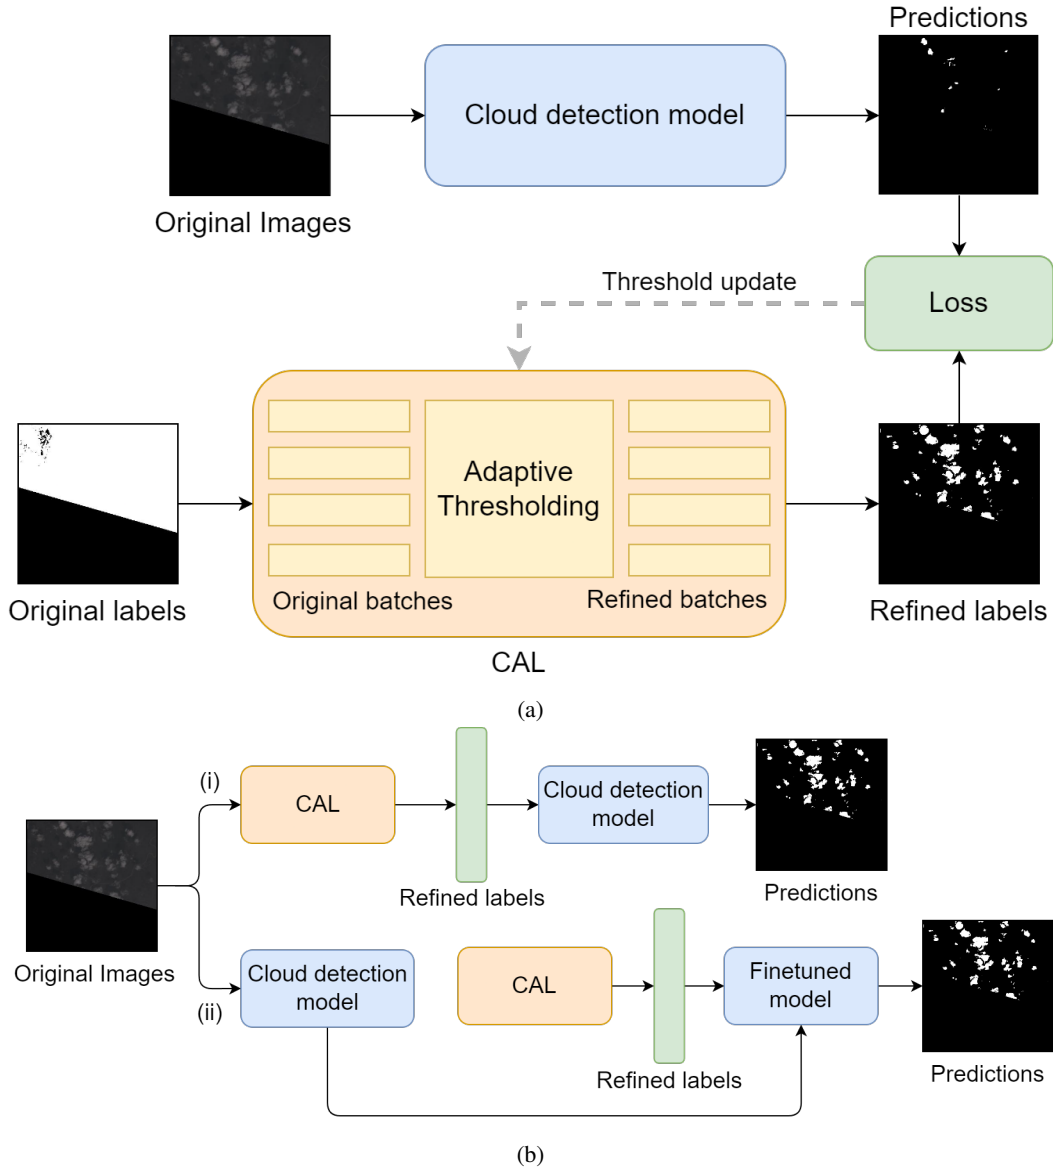 Predictions
Cloud detection model
Original Images
Threshold update
Loss
Adaptive
Thresholding
Original batches
Refined batches
Original labels
Refined labels
CAL
(a)
(i)
CAL
Cloud detection
model
Refined labels
Predictions
Original Images
(ii)
Cloud detection
model
CAL
Finetuned
model
Refined labels
Predictions
(b)